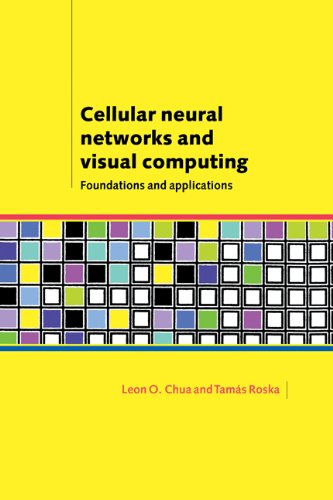 Cellular neural
networks and
visual computing
Foundations and applications
Leon O. Chua and Tamás Roska